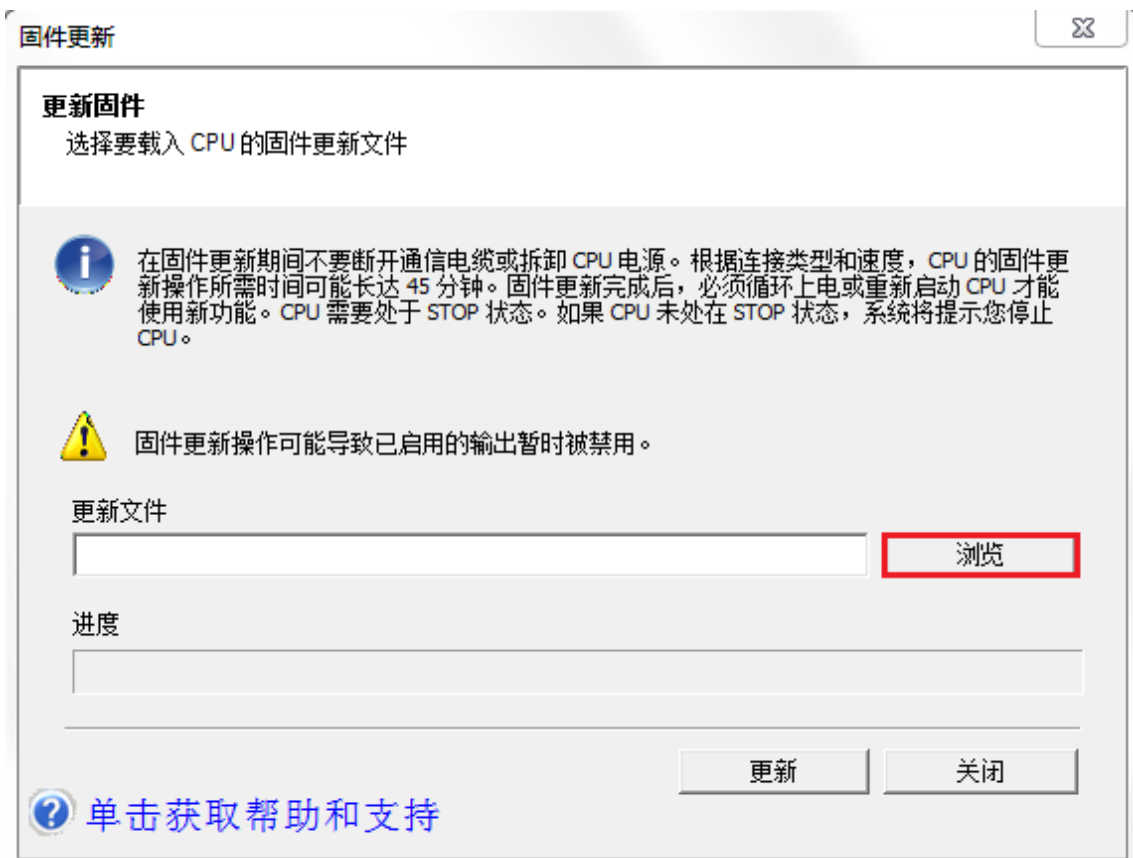 固件更新
更新固件
选择要载入 CPU 的固件更新文件
在固件更新期间不要断开通信电缆或拆卸 CPU 电源。根据连接类型和速度，CPU 的固件更
新操作所需时间可能长达 45 分钟。固件更新完成后，必须循环上电或重新启动 CPU 才能
使用新功能。CPU 需要处于 STOP 状态。如果 CPU 未处在 STOP 状态，系统将提示您停止
CPU。
固件更新操作可能导致已启用的输出暂时被禁用。
更新文件
浏览
进度
更新
关闭
单击获取帮助和支持